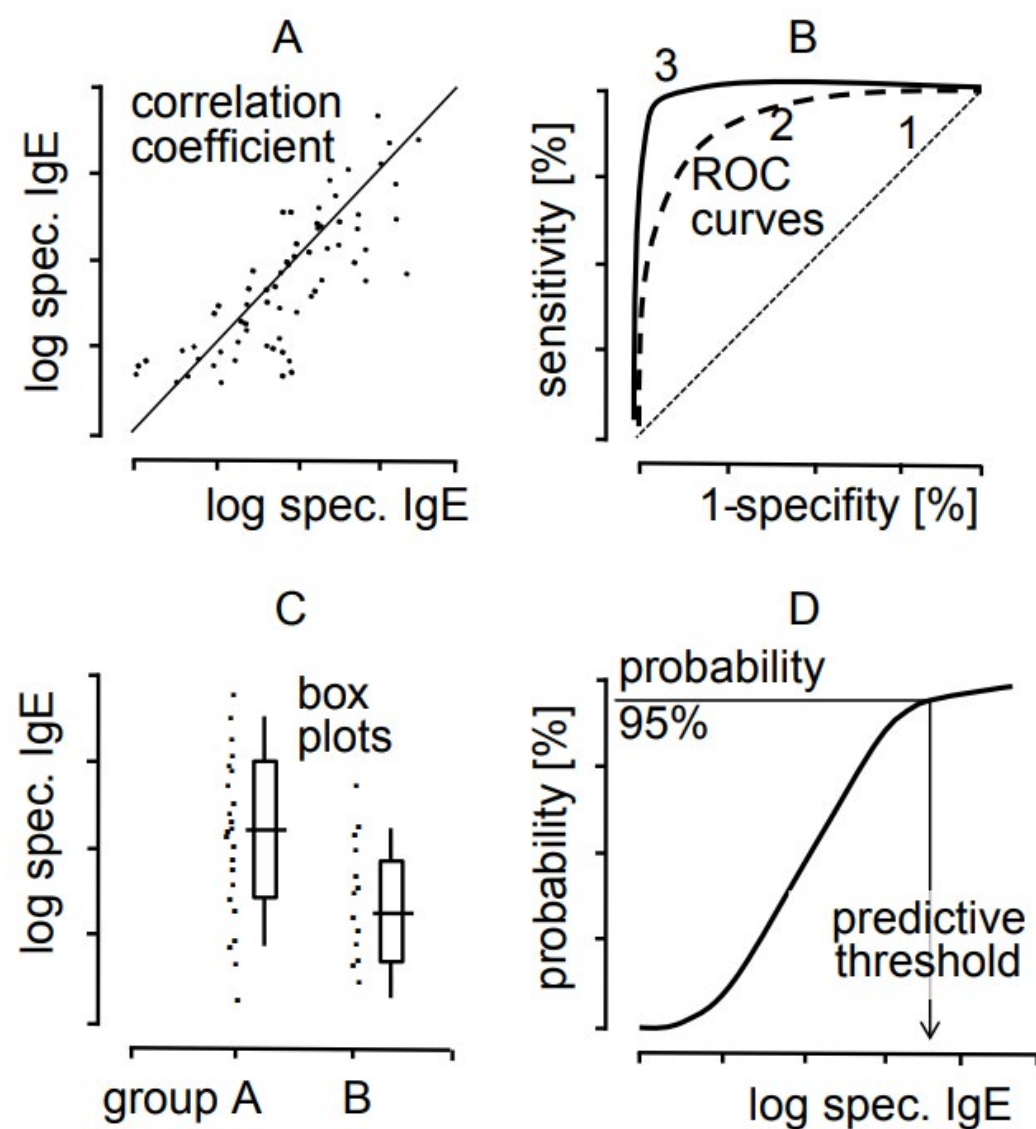 A
correlation
coefficient
log spec. IgE
log spec. IgE
B
3
2
1
ROC
curves
sensitivity [%]
1-specifity [%]
C
box
plots
log spec. IgE
group A
B
D
probability
95%
probability [%]
predictive
threshold
log spec. IgE